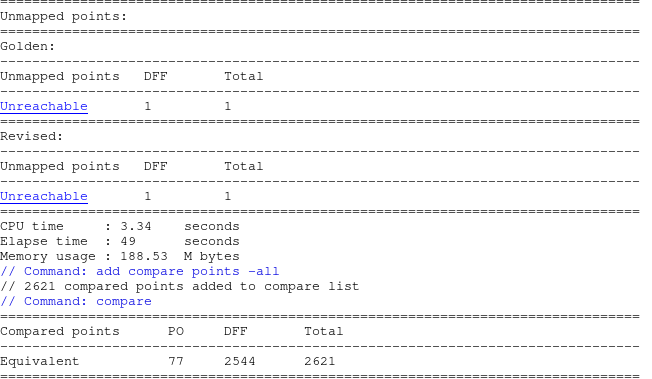 ================================================================================
Unmapped points:
================================================================================
Golden:
--------------------------------------------------------------------------------
Unmapped points   DFF       Total
--------------------------------------------------------------------------------
Unreachable       1         1
================================================================================
Revised:
--------------------------------------------------------------------------------
Unmapped points   DFF       Total
--------------------------------------------------------------------------------
Unreachable       1         1
================================================================================
CPU time     : 3.34    seconds
Elapse time  : 49      seconds
Memory usage : 188.53  M bytes
// Command: add compare points -all
// 2621 compared points added to compare list
// Command: compare
================================================================================
Compared points      PO     DFF       Total
--------------------------------------------------------------------------------
Equivalent           77     2544      2621
================================================================================